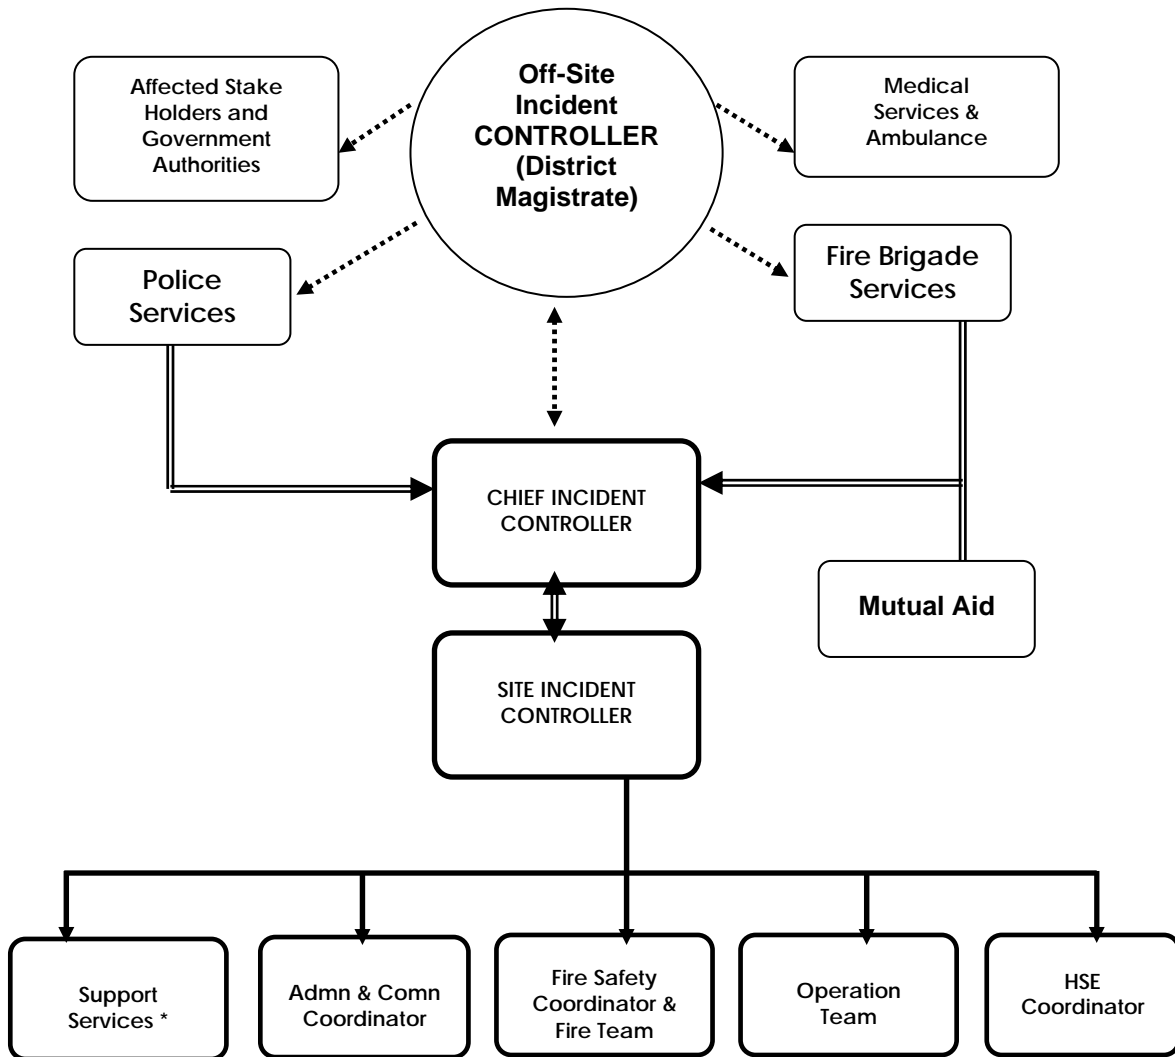 Affected Stake
Holders and
Government
Authorities
Off-Site
Incident
CONTROLLER
(District
Magistrate)
Medical
Services &
Ambulance
Police
Services
Fire Brigade
Services
CHIEF INCIDENT
CONTROLLER
Mutual Aid
SITE INCIDENT
CONTROLLER
Support
Services *
Admn & Comn
Coordinator
Fire Safety
Coordinator &
Fire Team
Operation
Team
HSE
Coordinator